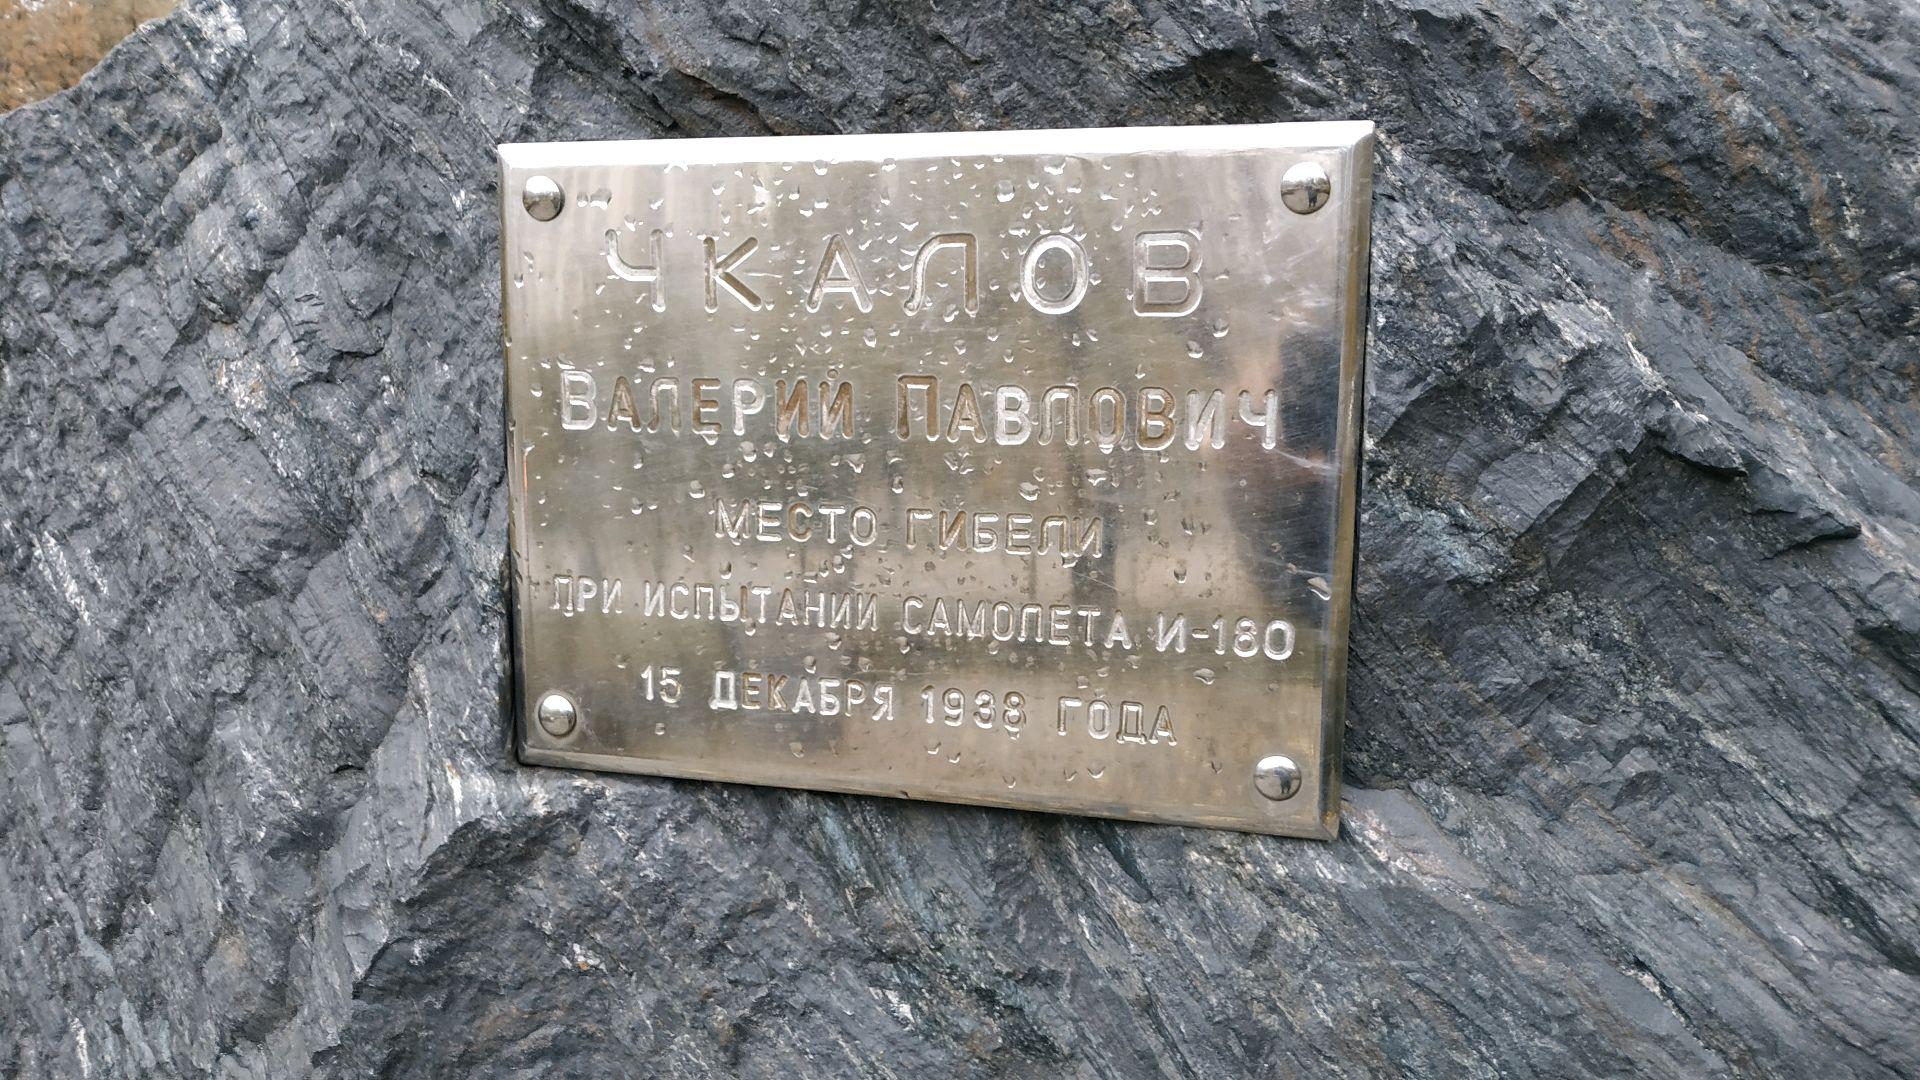 ЧКАЛОВ
ВАЛЕРИЙ ПАВЛОВИЧ
МЕСТО ГИБЕЛИ
ПРИ ИСПЫТАНИИ САМОЛЕТА И-180
15 ДЕКАБРЯ 1938 ГОДА